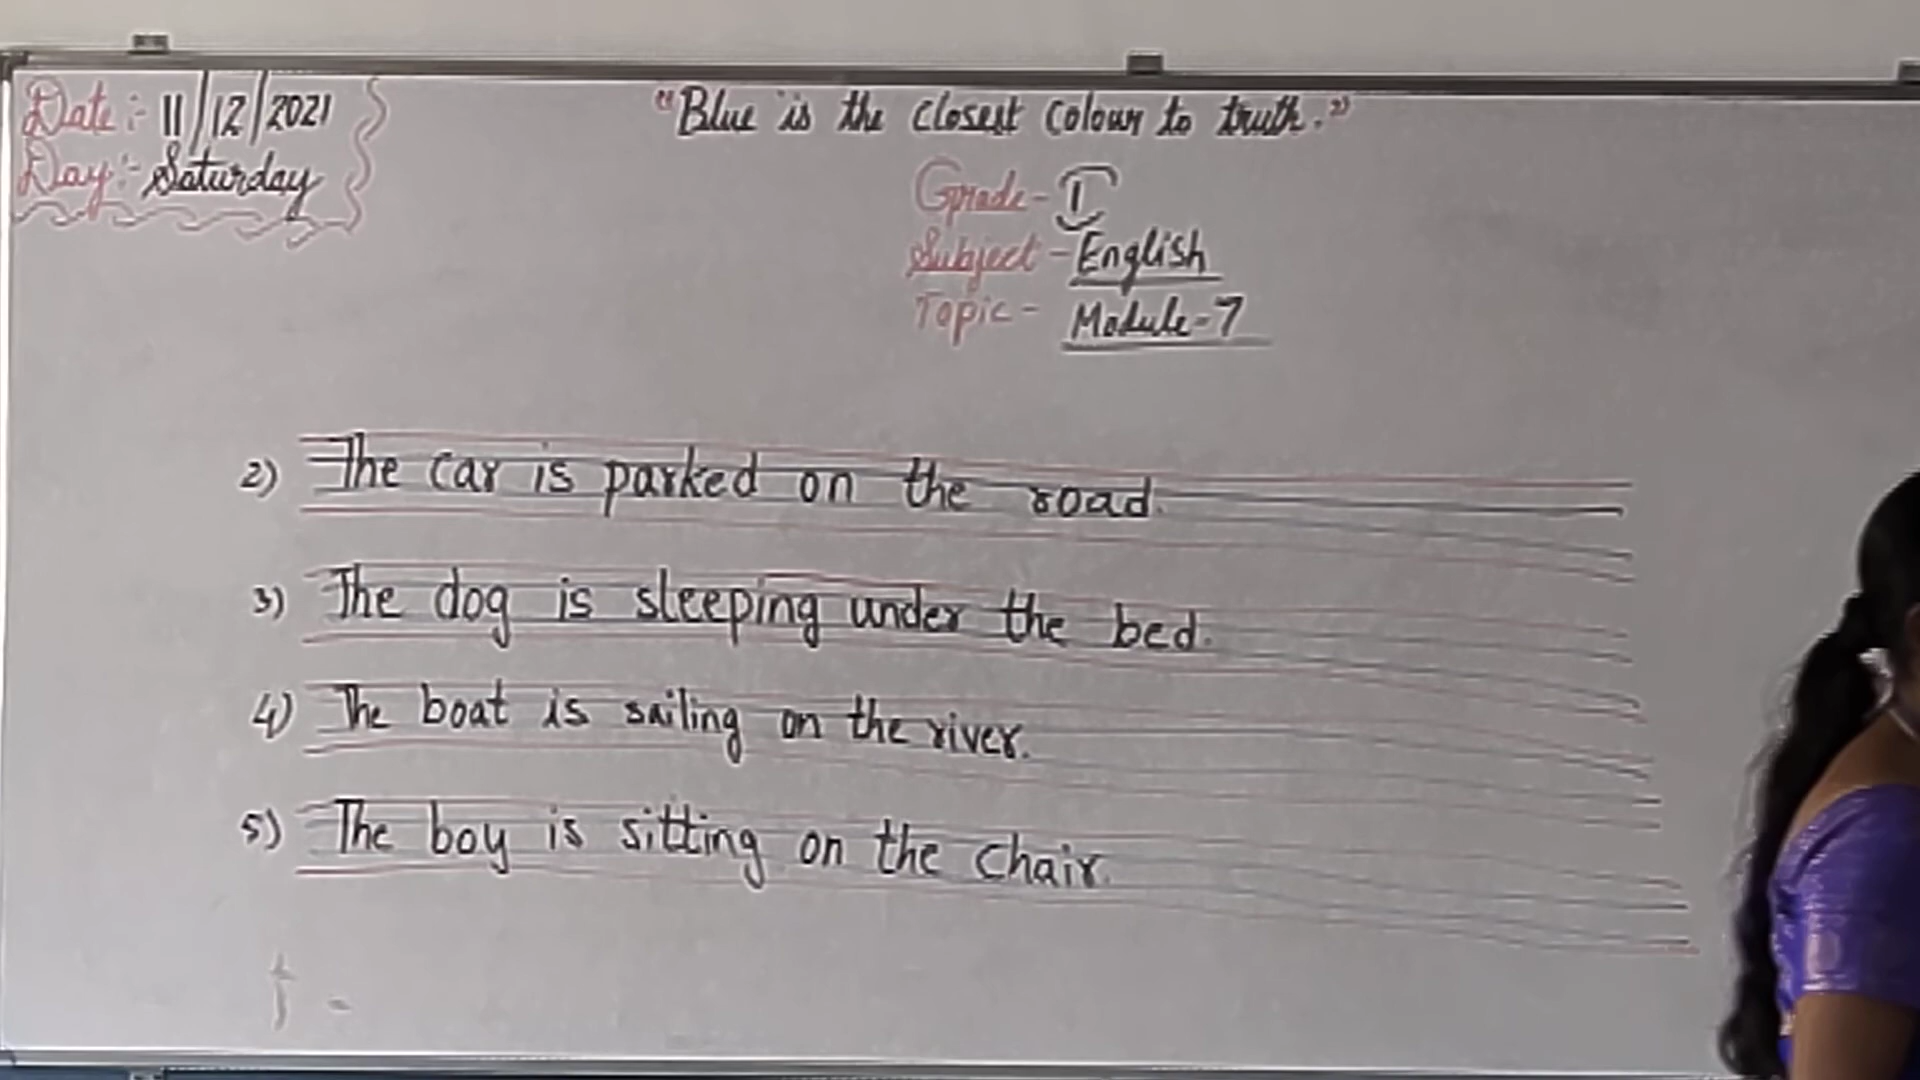 Date:- 11/12/2021
Day:- Saturday
"Blue is the closest colour to truth."
Grade- I
Subject - English
Topic - Module-7
2) The car is parked on the road.
3) The dog is sleeping under the bed.
4) The boat is sailing on the river.
5) The boy is sitting on the chair.